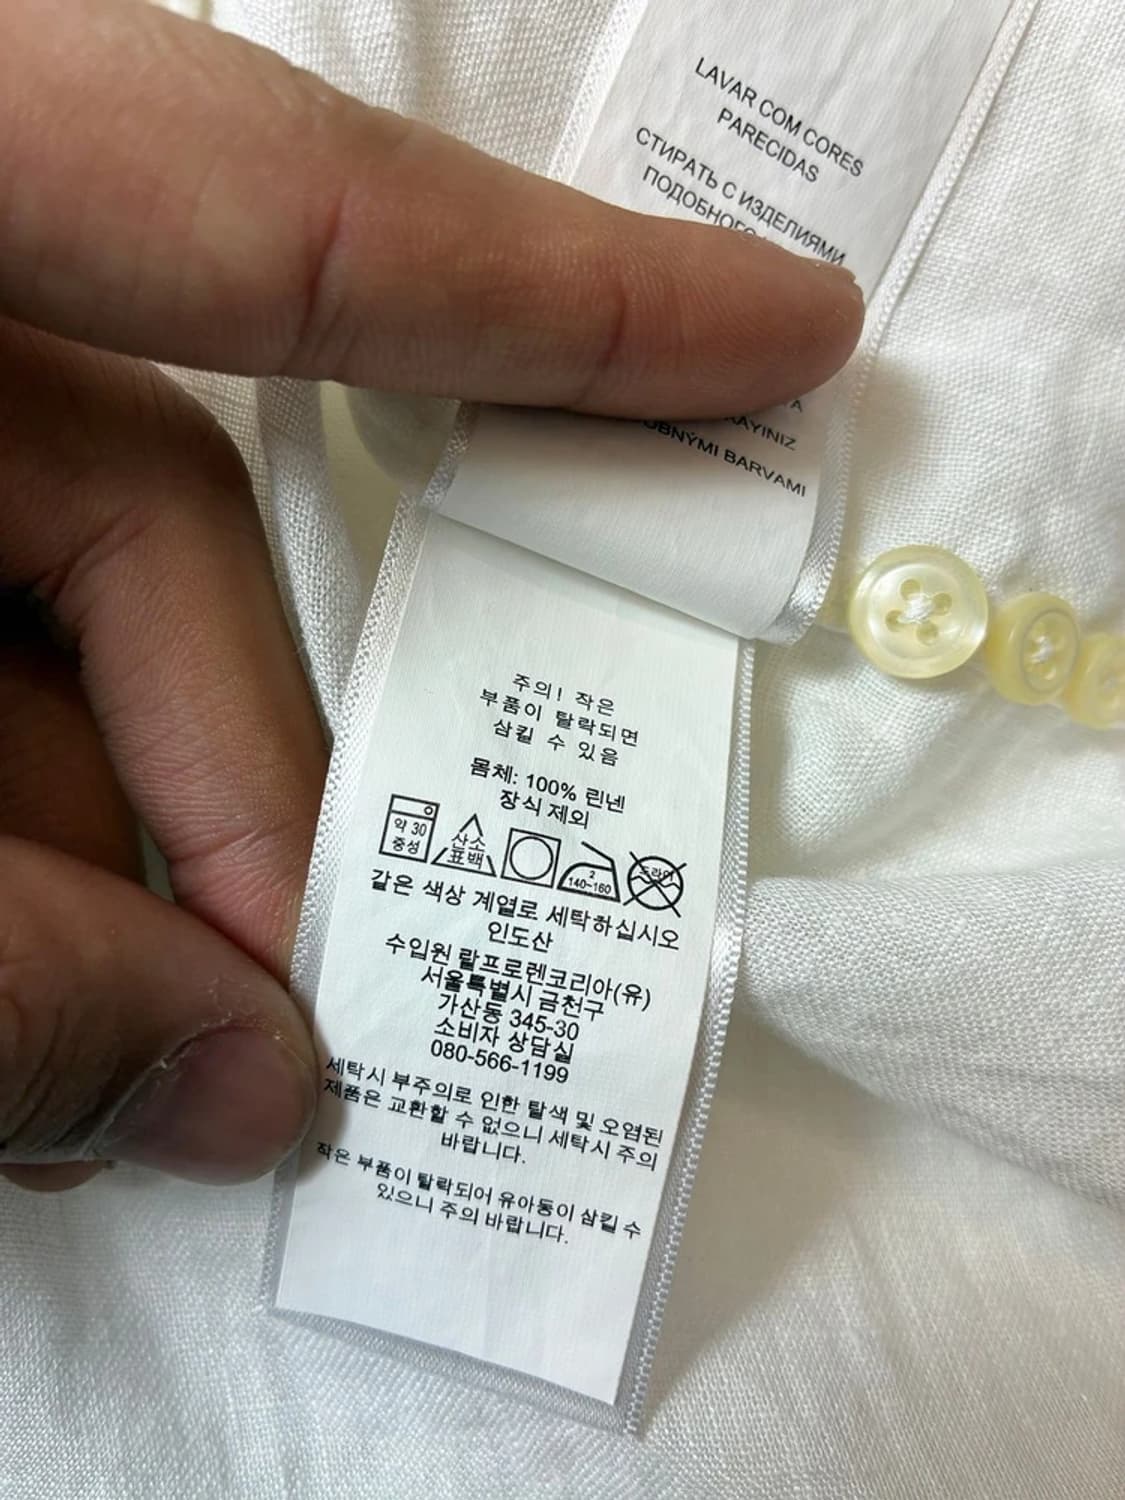 LAVAR COM CORES
PARECIDAS
СТИРАТЬ С ИЗДЕЛИЯМИ
BARVAMI
주의! 작은
부품이 탈락되면
삼킬 수 있음
몸체: 100% 린넨
장식 제외
약 30
중성
산소
표백
2
140~160
드라이
같은 색상 계열로 세탁하십시오
인도산
수입원 랄프로렌코리아(유)
서울특별시 금천구
가산동 345-30
소비자 상담실
080-566-1199
세탁시 부주의로 인한 탈색 및 오염된
제품은 교환할 수 없으니 세탁시 주의
바랍니다.
작은 부품이 탈락되어 유아동이 삼킬 수
있으니 주의 바랍니다.